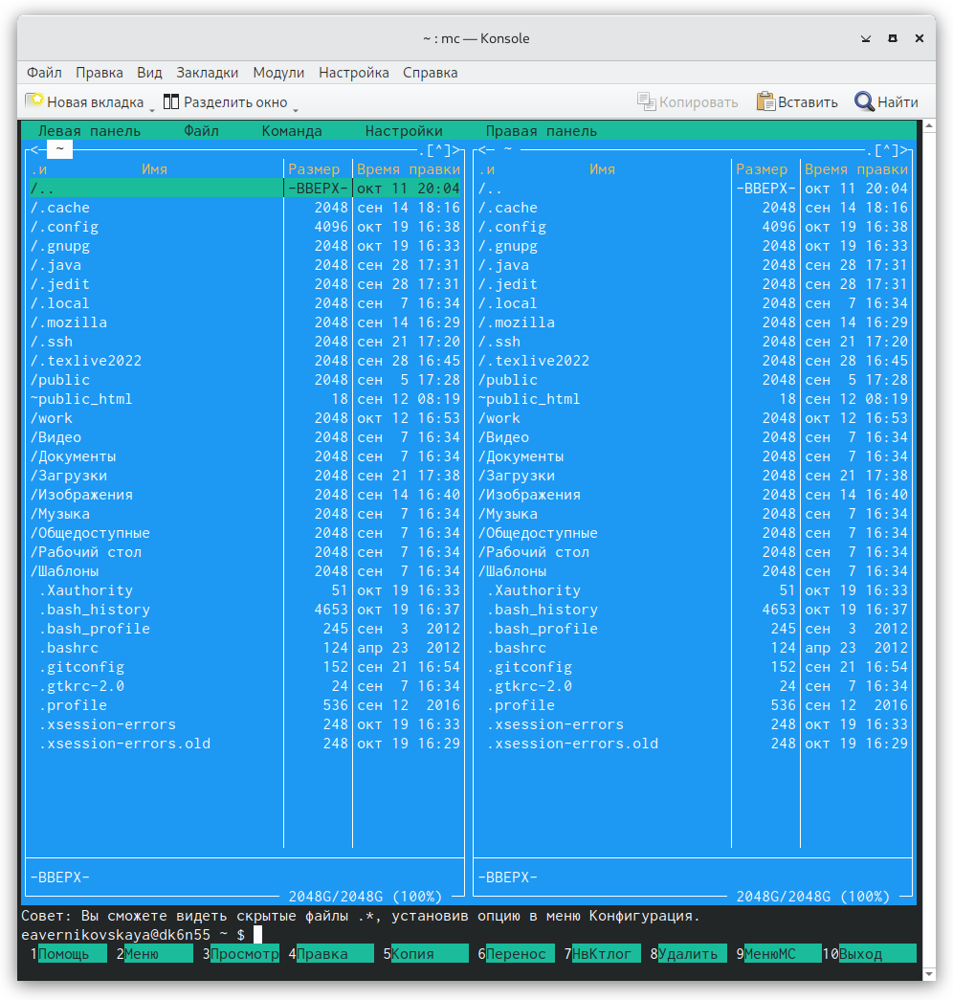 ~ : mc — Konsole
Файл Правка Вид Закладки Модули Настройка Справка
Новая вкладка Разделить окно Копировать Вставить Найти
Левая панель Файл Команда Настройки Правая панель
<─ ~ .[^]> <─ ~ .[^]>
.и Имя Размер Время правки .и Имя Размер Время правки
/.. -ВВЕРХ- окт 11 20:04 /.. -ВВЕРХ- окт 11 20:04
/.cache 2048 сен 14 18:16 /.cache 2048 сен 14 18:16
/.config 4096 окт 19 16:38 /.config 4096 окт 19 16:38
/.gnupg 2048 окт 19 16:33 /.gnupg 2048 окт 19 16:33
/.java 2048 сен 28 17:31 /.java 2048 сен 28 17:31
/.jedit 2048 сен 28 17:31 /.jedit 2048 сен 28 17:31
/.local 2048 сен 7 16:34 /.local 2048 сен 7 16:34
/.mozilla 2048 сен 14 16:29 /.mozilla 2048 сен 14 16:29
/.ssh 2048 сен 21 17:20 /.ssh 2048 сен 21 17:20
/.texlive2022 2048 сен 28 16:45 /.texlive2022 2048 сен 28 16:45
/public 2048 сен 5 17:28 /public 2048 сен 5 17:28
~public_html 18 сен 12 08:19 ~public_html 18 сен 12 08:19
/work 2048 окт 12 16:53 /work 2048 окт 12 16:53
/Видео 2048 сен 7 16:34 /Видео 2048 сен 7 16:34
/Документы 2048 сен 7 16:34 /Документы 2048 сен 7 16:34
/Загрузки 2048 сен 21 17:38 /Загрузки 2048 сен 21 17:38
/Изображения 2048 сен 14 16:40 /Изображения 2048 сен 14 16:40
/Музыка 2048 сен 7 16:34 /Музыка 2048 сен 7 16:34
/Общедоступные 2048 сен 7 16:34 /Общедоступные 2048 сен 7 16:34
/Рабочий стол 2048 сен 7 16:34 /Рабочий стол 2048 сен 7 16:34
/Шаблоны 2048 сен 7 16:34 /Шаблоны 2048 сен 7 16:34
.Xauthority 51 окт 19 16:33 .Xauthority 51 окт 19 16:33
.bash_history 4653 окт 19 16:37 .bash_history 4653 окт 19 16:37
.bash_profile 245 сен 3 2012 .bash_profile 245 сен 3 2012
.bashrc 124 апр 23 2012 .bashrc 124 апр 23 2012
.gitconfig 152 сен 21 16:54 .gitconfig 152 сен 21 16:54
.gtkrc-2.0 24 сен 7 16:34 .gtkrc-2.0 24 сен 7 16:34
.profile 536 сен 12 2016 .profile 536 сен 12 2016
.xsession-errors 248 окт 19 16:33 .xsession-errors 248 окт 19 16:33
.xsession-errors.old 248 окт 19 16:29 .xsession-errors.old 248 окт 19 16:29
-ВВЕРХ- -ВВЕРХ-
2048G/2048G (100%) 2048G/2048G (100%)
Совет: Вы сможете видеть скрытые файлы .*, установив опцию в меню Конфигурация.
eavernikovskaya@dk6n55 ~ $
1Помощь 2Меню 3Просмотр 4Правка 5Копия 6Перенос 7НвКтлог 8Удалить 9МенюMC 10Выход